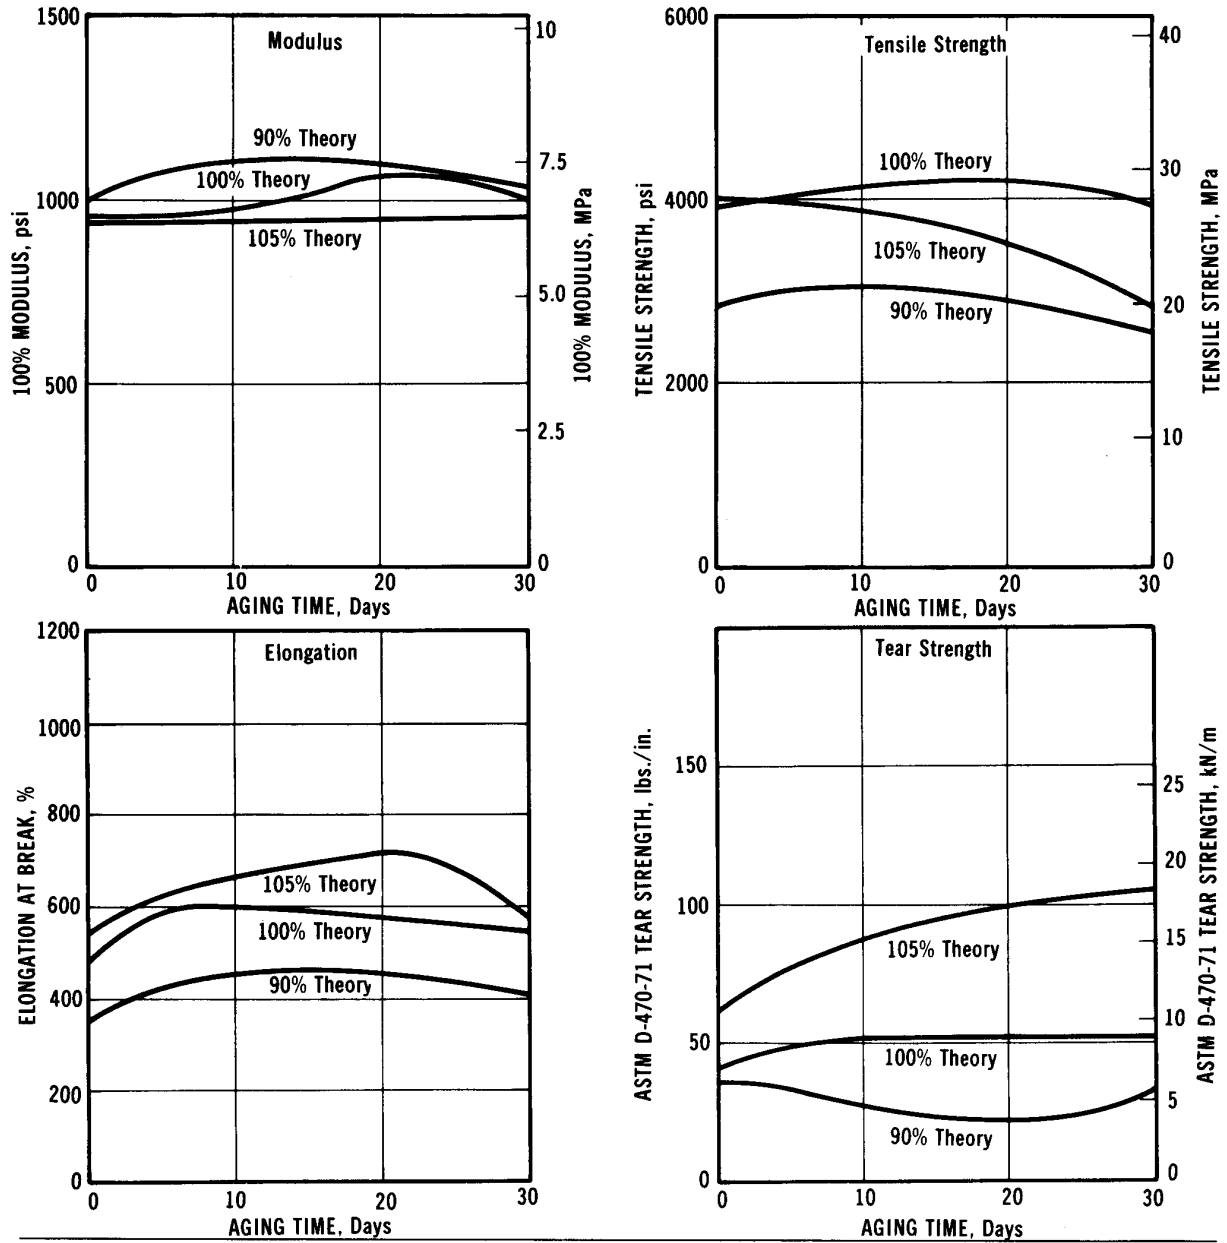 Modulus
1500
1000
500
0
100% MODULUS, psi
10
7.5
5.0
2.5
0
100% MODULUS, MPa
90% Theory
100% Theory
105% Theory
0 10 20 30
AGING TIME, Days
Tensile Strength
6000
4000
2000
0
TENSILE STRENGTH, psi
40
30
20
10
0
TENSILE STRENGTH, MPa
100% Theory
105% Theory
90% Theory
0 10 20 30
AGING TIME, Days
Elongation
1200
1000
800
600
400
200
0
ELONGATION AT BREAK, %
105% Theory
100% Theory
90% Theory
0 10 20 30
AGING TIME, Days
Tear Strength
150
100
50
0
ASTM D-470-71 TEAR STRENGTH, lbs./in.
25
20
15
10
5
0
ASTM D-470-71 TEAR STRENGTH, kN/m
105% Theory
100% Theory
90% Theory
0 10 20 30
AGING TIME, Days